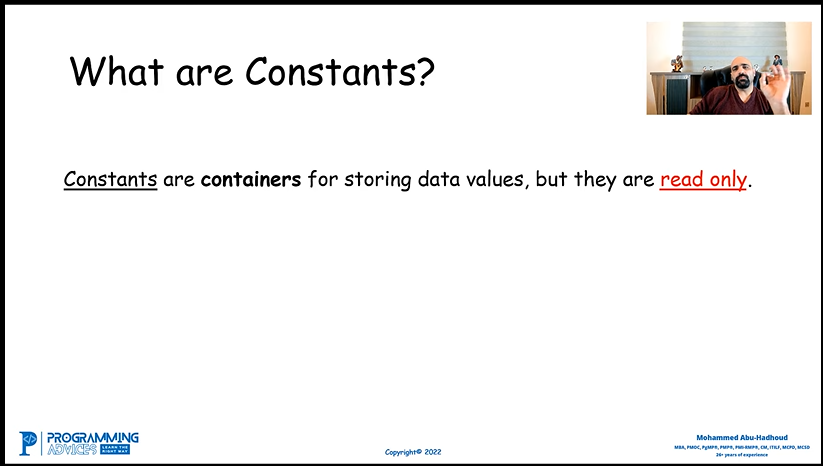 What are Constants?
Constants are containers for storing data values, but they are read only.
PROGRAMMING
ADVICES LEARN THE RIGHT WAY
Copyright© 2022
Mohammed Abu-Hadhoud
MBA, PMOC, PgMP®, PMP®, PMI-RMP®, CM, ITILF, MCPD, MCSD
26+ years of experience